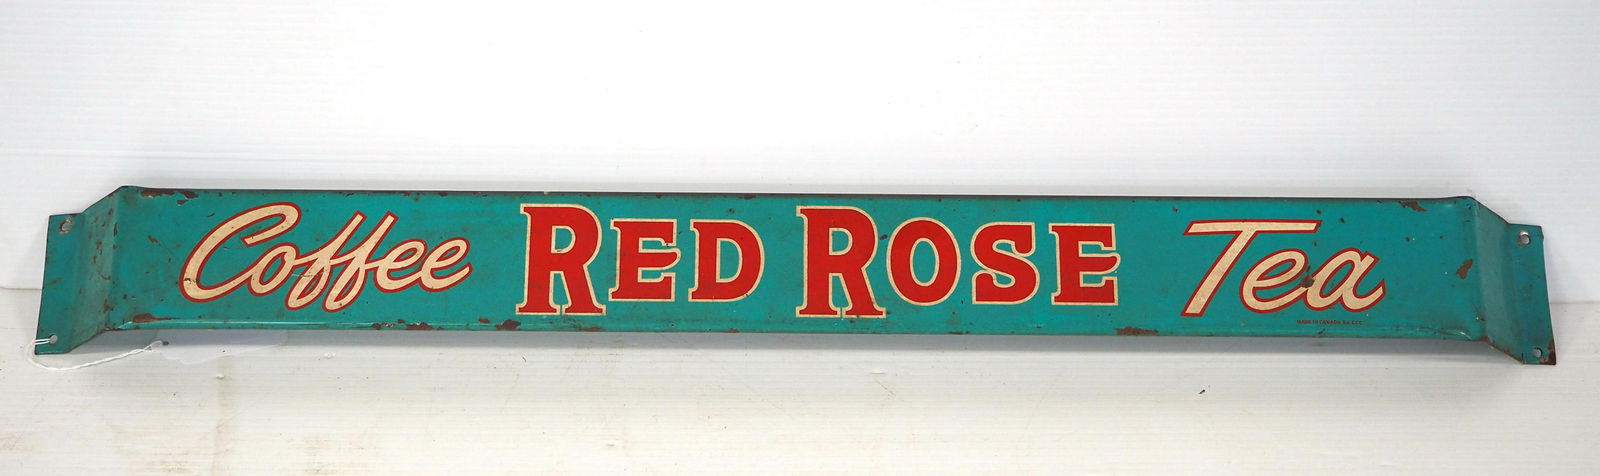 Coffee RED ROSE Tea
MADE IN CANADA